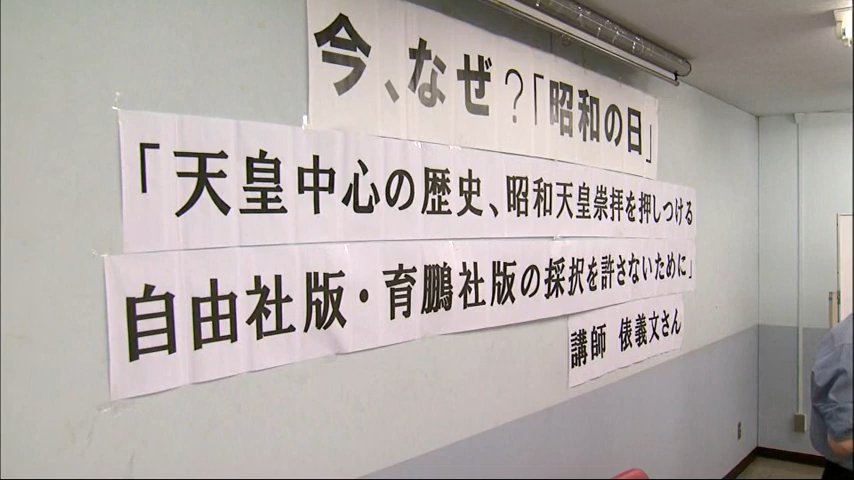 今、なぜ?「昭和の日」
「天皇中心の歴史、昭和天皇崇拝を押しつける
自由社版・育鵬社版の採択を許さないために」
講師 俵義文さん